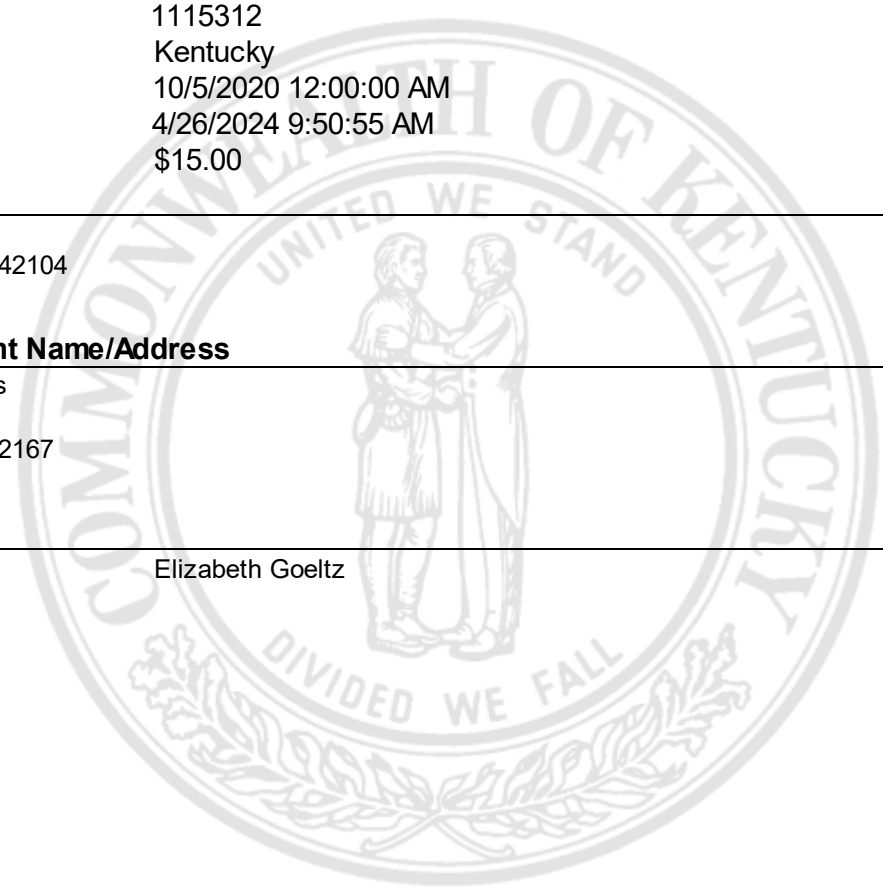 1115312
Kentucky
10/5/2020 12:00:00 AM
4/26/2024 9:50:55 AM
$15.00
42104
nt Name/Address
s
2167
Elizabeth Goeltz
COMMONWEALTH OF KENTUCKY
UNITED WE STAND
DIVIDED WE FALL